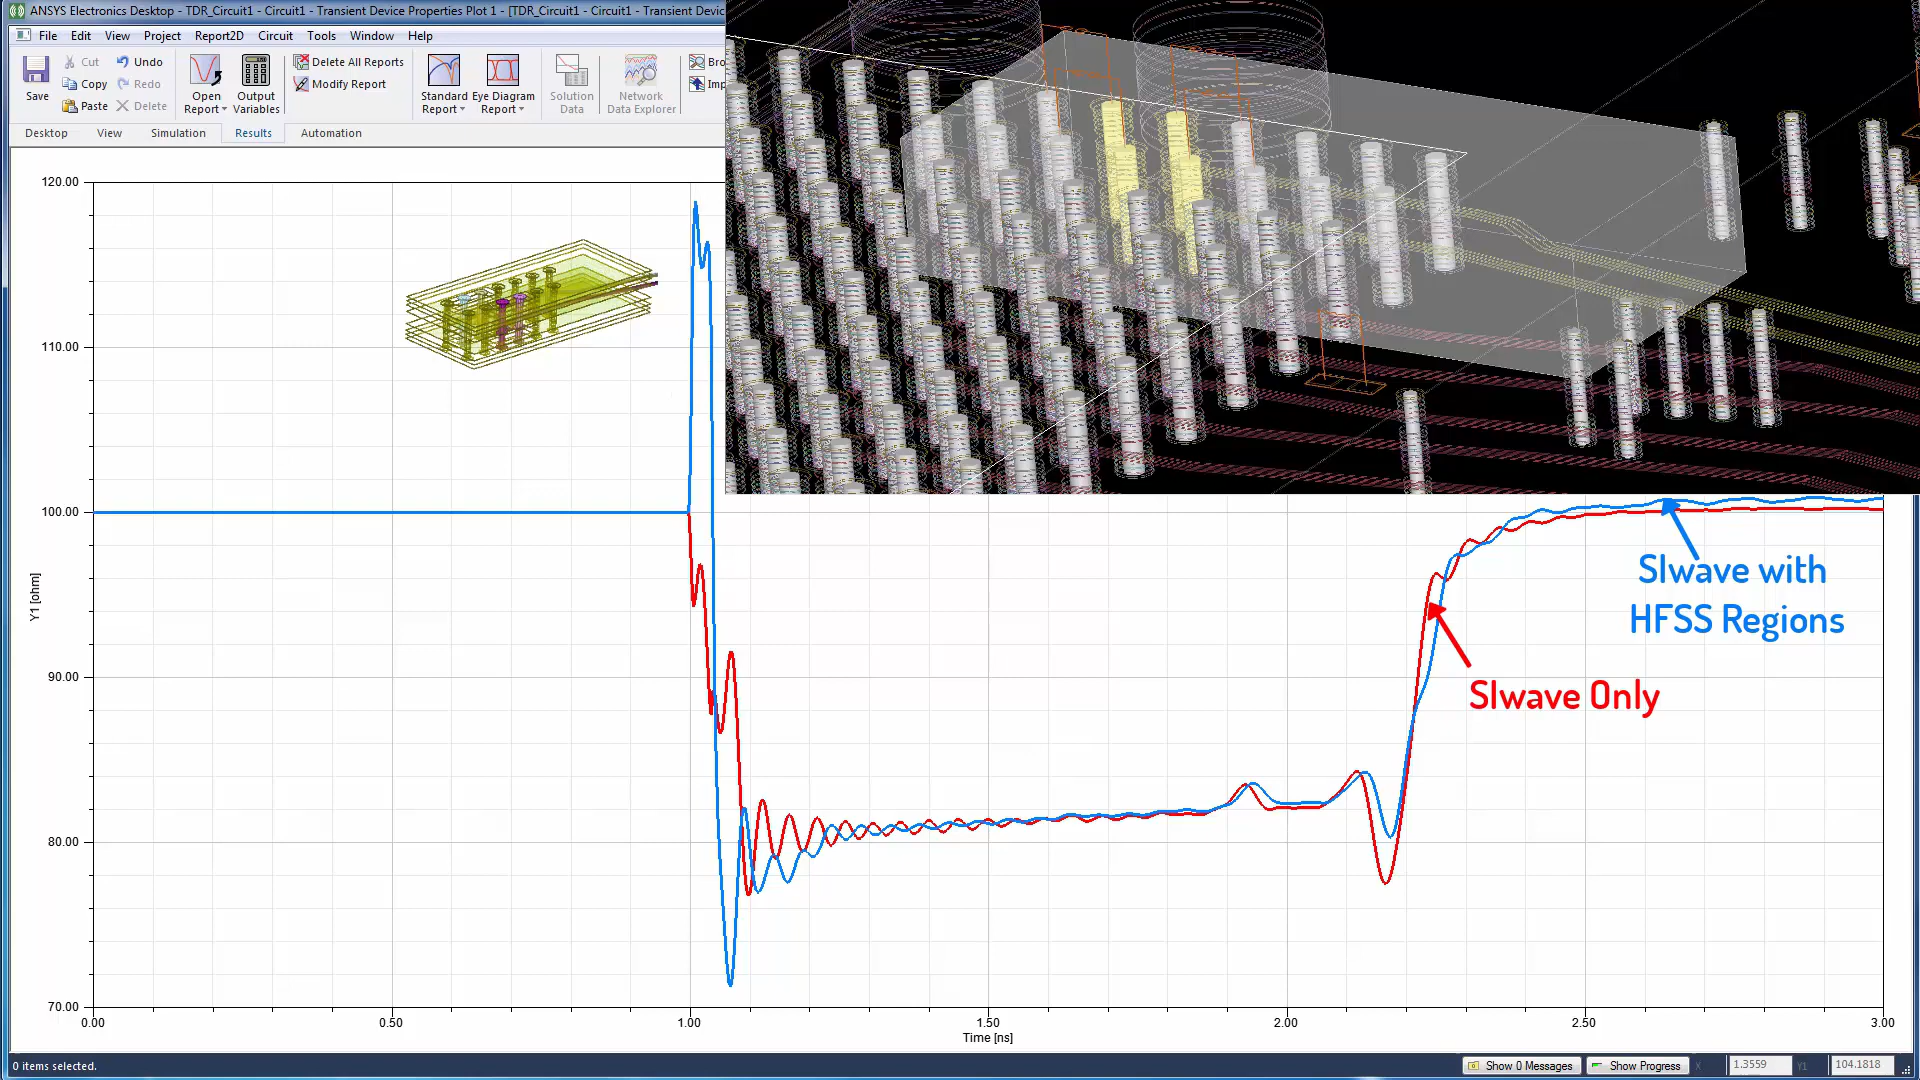 ANSYS Electronics Desktop - TDR_Circuit1 - Circuit1 - Transient Device Properties Plot 1 - [TDR_Circuit1 - Circuit1 - Transient Devic
File Edit View Project Report2D Circuit Tools Window Help
Save
Cut
Copy
Paste
Undo
Redo
Delete
Open
Report
Output
Variables
Delete All Reports
Modify Report
Standard
Report
Eye Diagram
Report
Solution
Data
Network
Data Explorer
Bro
Imp
Desktop View Simulation Results Automation
120.00
110.00
100.00
90.00
80.00
70.00
Y1 [ohm]
SIwave with
HFSS Regions
SIwave Only
0.00 0.50 1.00 1.50 2.00 2.50 3.00
Time [ns]
0 items selected.
Show 0 Messages
Show Progress
X 1.3559
Y1 104.1818